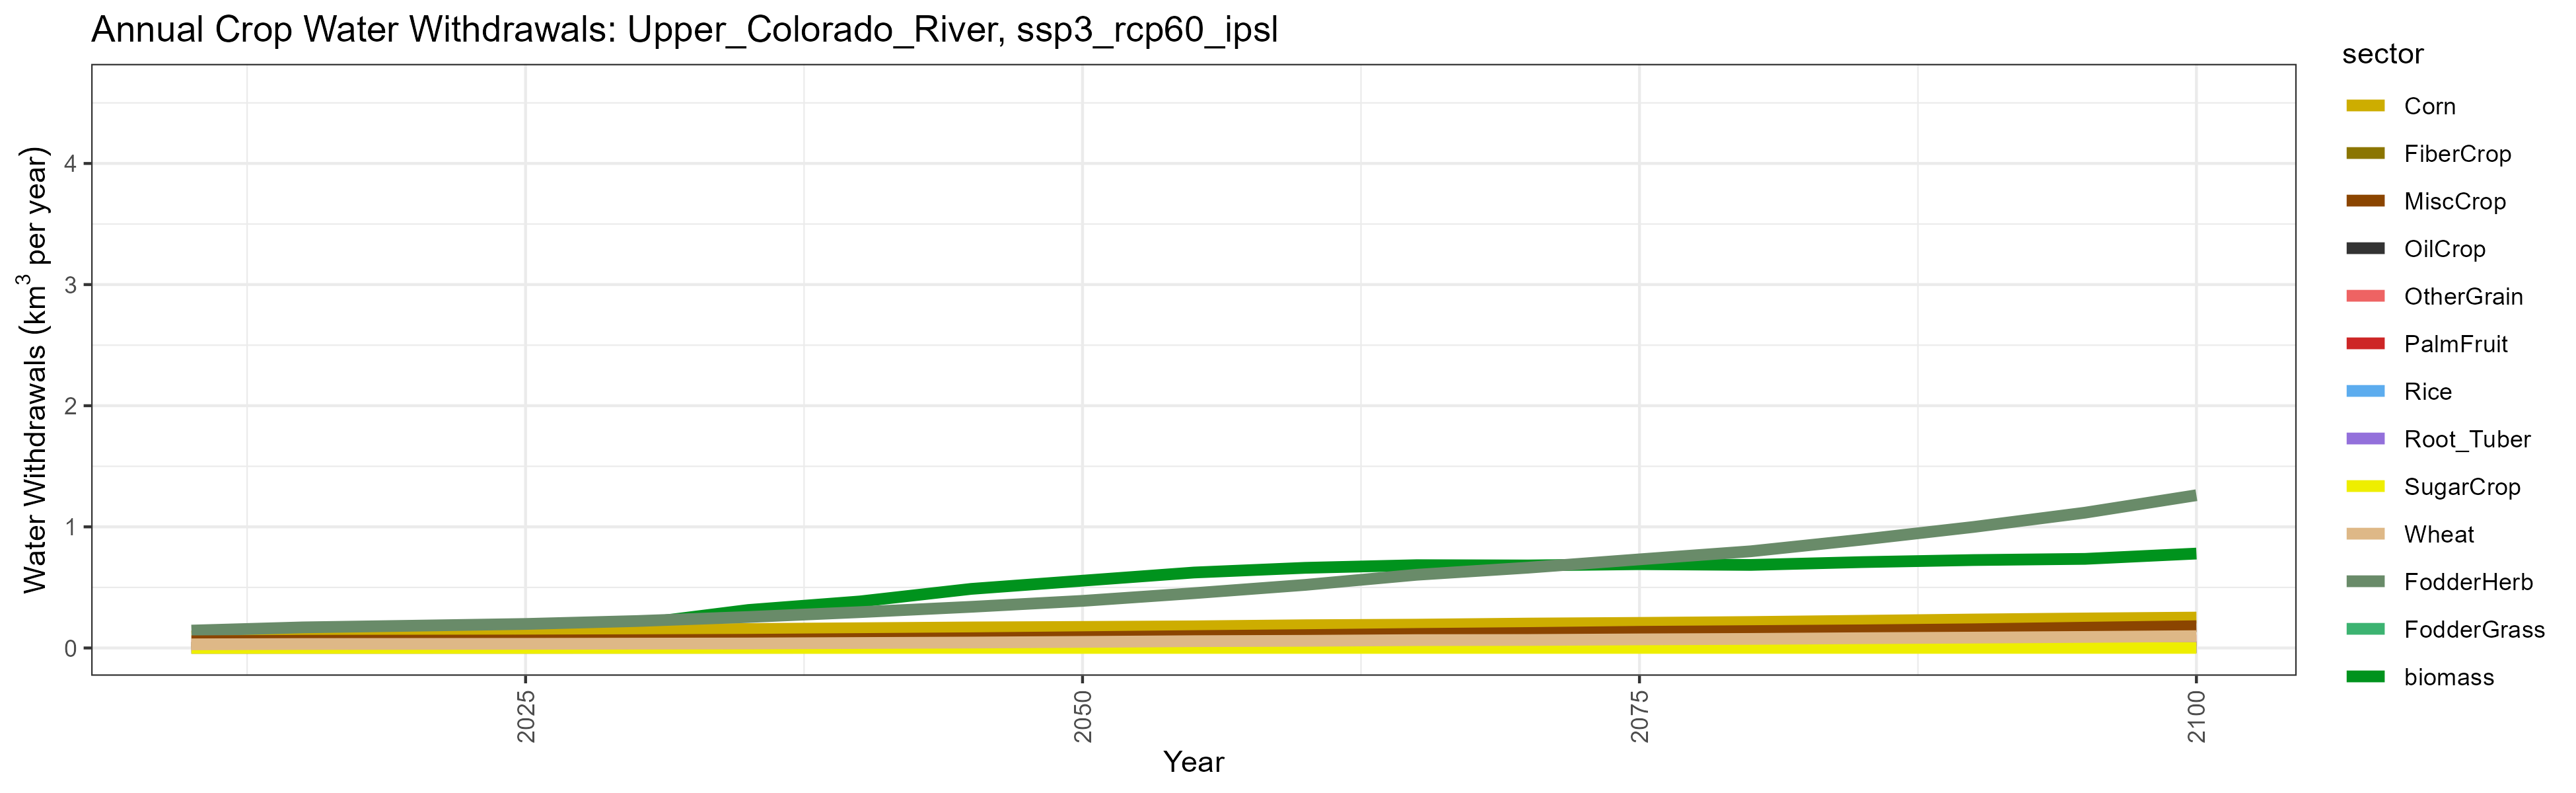 Annual Crop Water Withdrawals: Upper_Colorado_River, ssp3_rcp60_ipsl
Water Withdrawals (km³ per year)
4
3
2
1
0
2025
2050
2075
2100
Year
sector
Corn
FiberCrop
MiscCrop
OilCrop
OtherGrain
PalmFruit
Rice
Root_Tuber
SugarCrop
Wheat
FodderHerb
FodderGrass
biomass